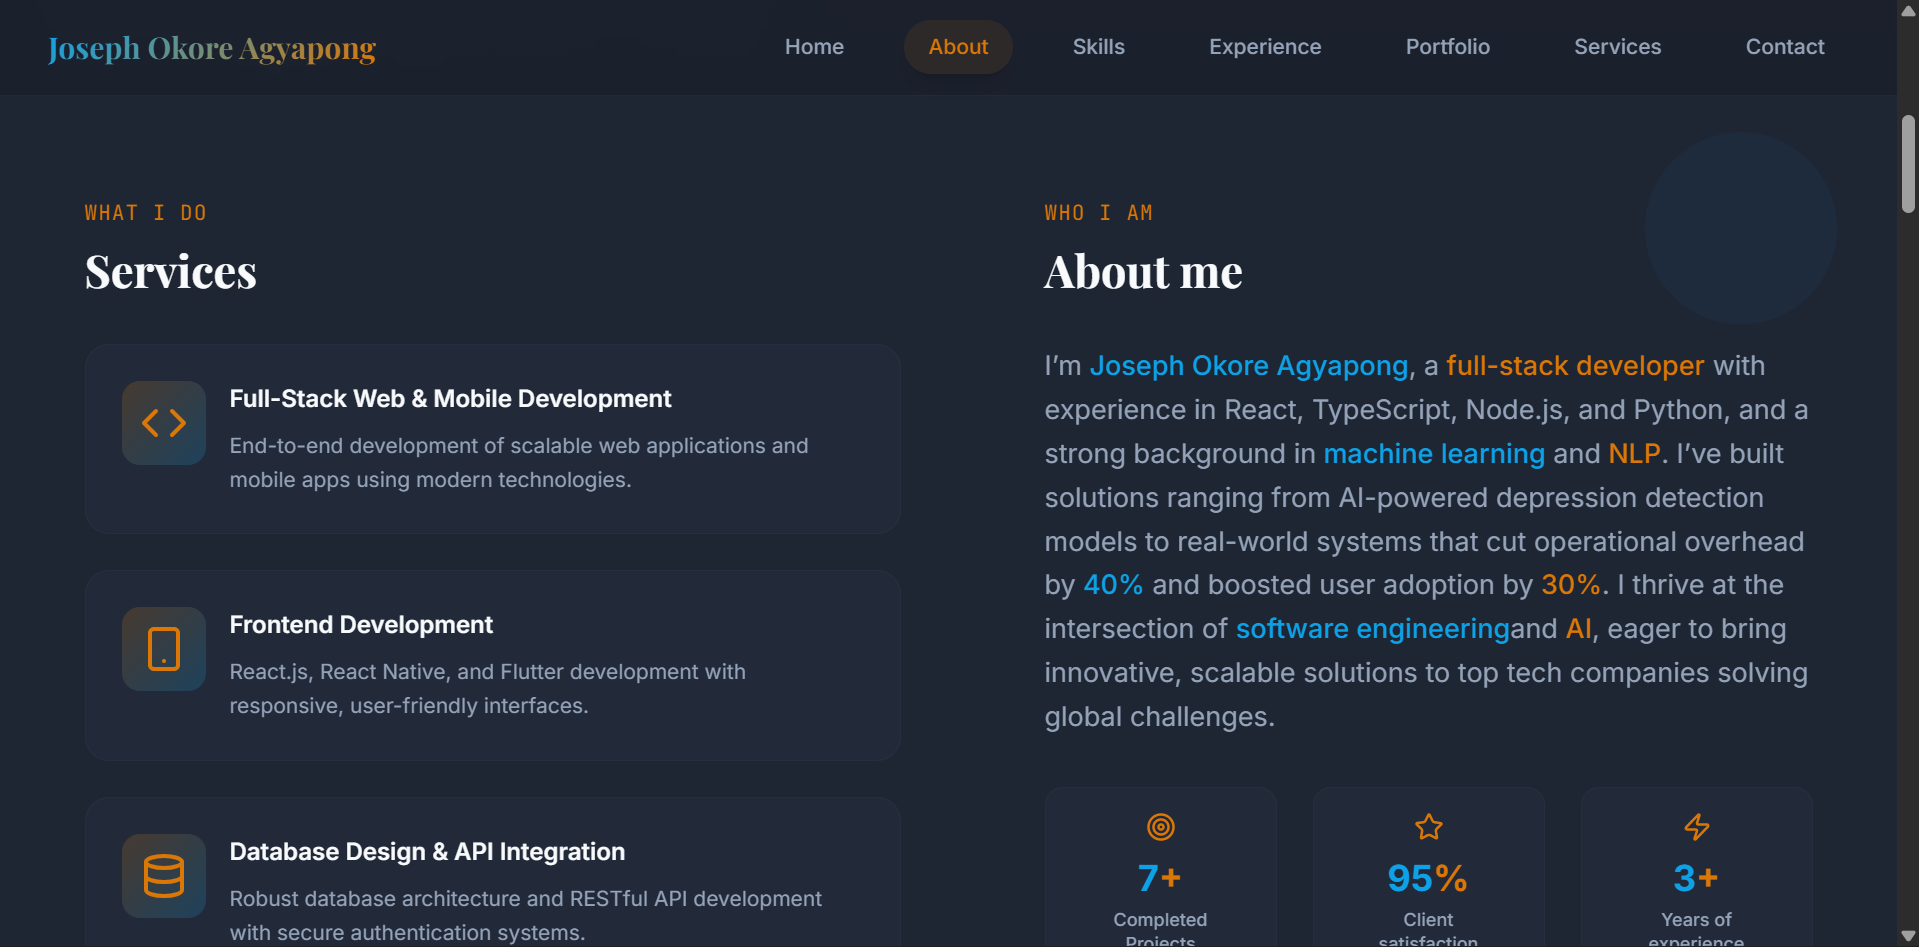 Joseph Okore Agyapong
Home
About
Skills
Experience
Portfolio
Services
Contact
WHAT I DO
Services
Full-Stack Web & Mobile Development
End-to-end development of scalable web applications and
mobile apps using modern technologies.
Frontend Development
React.js, React Native, and Flutter development with
responsive, user-friendly interfaces.
Database Design & API Integration
Robust database architecture and RESTful API development
with secure authentication systems.
WHO I AM
About me
I’m Joseph Okore Agyapong, a full-stack developer with
experience in React, TypeScript, Node.js, and Python, and a
strong background in machine learning and NLP. I’ve built
solutions ranging from AI-powered depression detection
models to real-world systems that cut operational overhead
by 40% and boosted user adoption by 30%. I thrive at the
intersection of software engineeringand AI, eager to bring
innovative, scalable solutions to top tech companies solving
global challenges.
7+
Completed
Projects
95%
Client
satisfaction
3+
Years of
experience